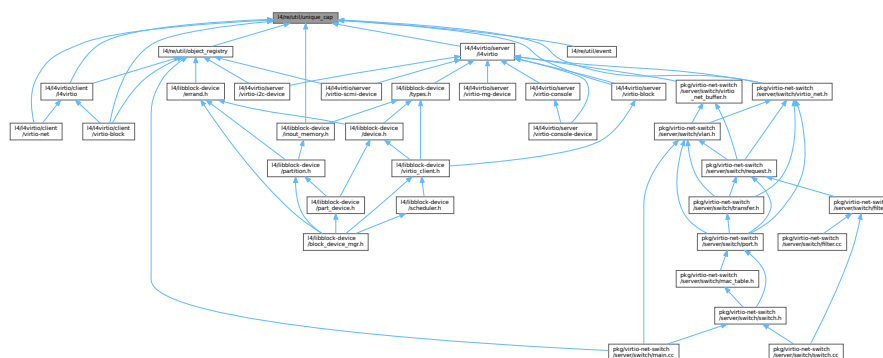 l4/re/util/unique_cap
l4/re/util/object_registry
l4/l4virtio/server
/l4virtio
l4/re/util/event
l4/l4virtio/client
/l4virtio
l4/libblock-device
/errand.h
l4/l4virtio/server
/virtio-i2c-device
l4/l4virtio/server
/virtio-scmi-device
l4/libblock-device
/types.h
l4/l4virtio/server
/virtio-rng-device
l4/l4virtio/server
/virtio-console
l4/l4virtio/server
/virtio-block
pkg/virtio-net-switch
/server/switch/virtio
_net_buffer.h
pkg/virtio-net-switch
/server/switch/virtio_net.h
l4/l4virtio/client
/virtio-net
l4/l4virtio/client
/virtio-block
l4/libblock-device
/inout_memory.h
l4/libblock-device
/device.h
l4/l4virtio/server
/virtio-console-device
pkg/virtio-net-switch
/server/switch/vlan.h
l4/libblock-device
/partition.h
l4/libblock-device
/virtio_client.h
pkg/virtio-net-switch
/server/switch/request.h
l4/libblock-device
/part_device.h
l4/libblock-device
/scheduler.h
pkg/virtio-net-switch
/server/switch/transfer.h
pkg/virtio-net-switch
/server/switch/filte
l4/libblock-device
/block_device_mgr.h
pkg/virtio-net-switch
/server/switch/port.h
pkg/virtio-net-switch
/server/switch/filter.cc
pkg/virtio-net-switch
/server/switch/mac_table.h
pkg/virtio-net-switch
/server/switch/switch.h
pkg/virtio-net-switch
/server/switch/main.cc
pkg/virtio-net-switch
/server/switch/switch.cc